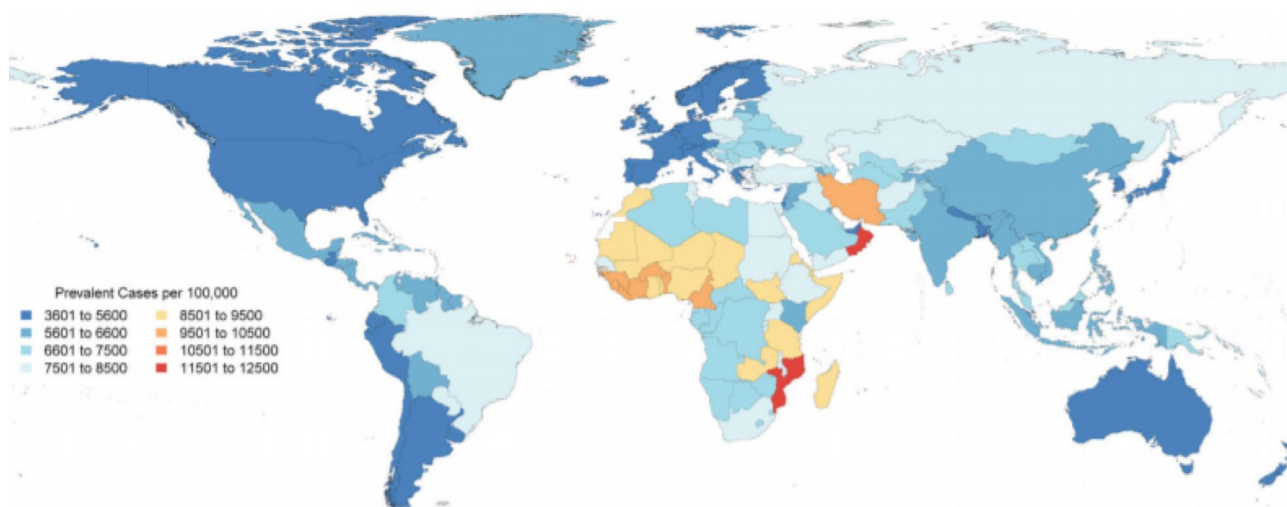 Prevalent Cases per 100,000
3601 to 5600
8501 to 9500
5601 to 6600
9501 to 10500
6601 to 7500
10501 to 11500
7501 to 8500
11501 to 12500